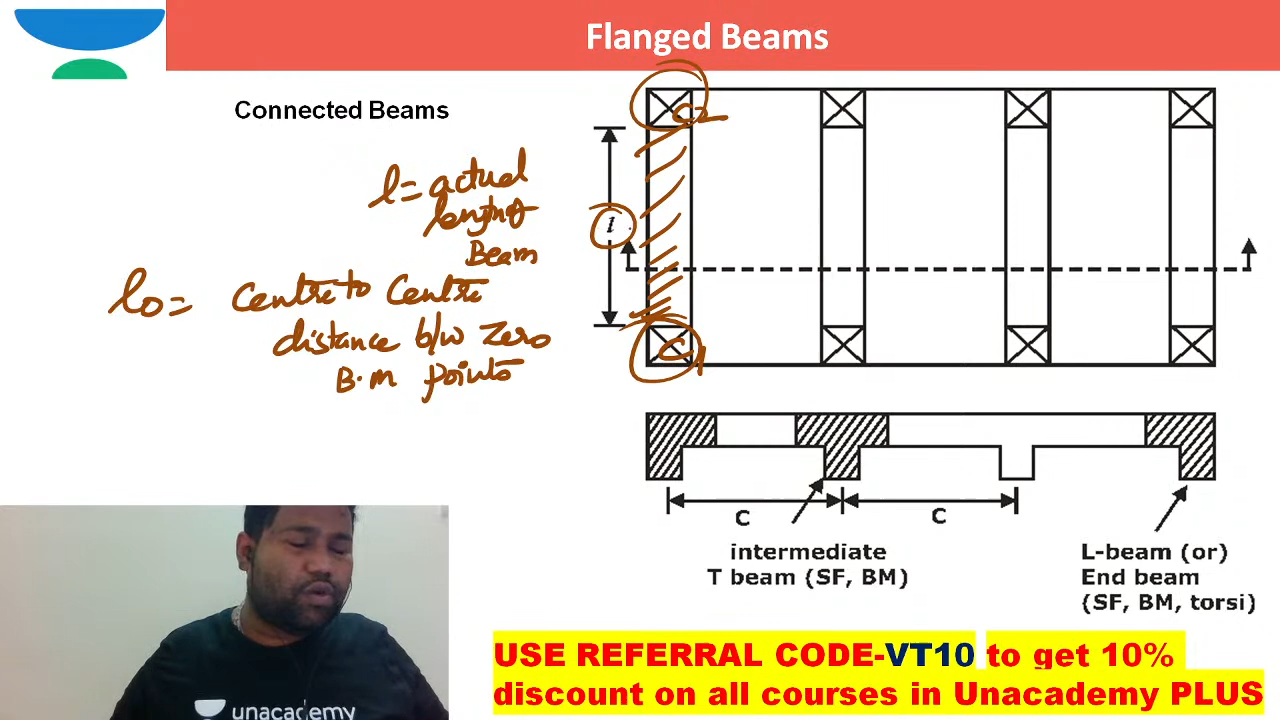 Flanged Beams
Connected Beams
l = actual
length of
Beam
lo = Centre to Centre
distance b/w Zero
B.M points
C2
l
C1
C
C
intermediate
T beam (SF, BM)
L-beam (or)
End beam
(SF, BM, torsi)
USE REFERRAL CODE-VT10 to get 10%
discount on all courses in Unacademy PLUS
unacademy